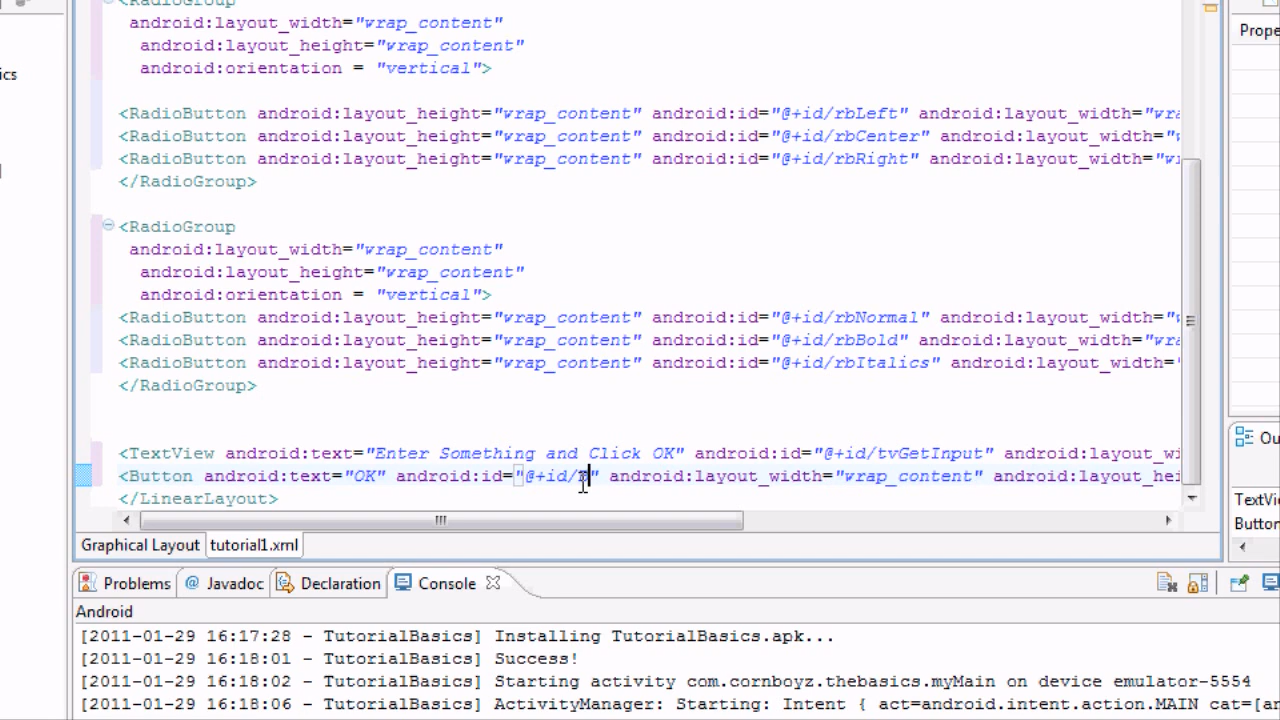 <RadioGroup
android:layout_width="wrap_content"
android:layout_height="wrap_content"
android:orientation = "vertical">
<RadioButton android:layout_height="wrap_content" android:id="@+id/rbLeft" android:layout_width="wra
<RadioButton android:layout_height="wrap_content" android:id="@+id/rbCenter" android:layout_width="w
<RadioButton android:layout_height="wrap_content" android:id="@+id/rbRight" android:layout_width="wr
</RadioGroup>
<RadioGroup
android:layout_width="wrap_content"
android:layout_height="wrap_content"
android:orientation = "vertical">
<RadioButton android:layout_height="wrap_content" android:id="@+id/rbNormal" android:layout_width="w
<RadioButton android:layout_height="wrap_content" android:id="@+id/rbBold" android:layout_width="wra
<RadioButton android:layout_height="wrap_content" android:id="@+id/rbItalics" android:layout_width="
</RadioGroup>
<TextView android:text="Enter Something and Click OK" android:id="@+id/tvGetInput" android:layout_wi
<Button android:text="OK" android:id="@+id/" android:layout_width="wrap_content" android:layout_hei
</LinearLayout>
Graphical Layout tutorial1.xml
Problems Javadoc Declaration Console
Android
[2011-01-29 16:17:28 - TutorialBasics] Installing TutorialBasics.apk...
[2011-01-29 16:18:01 - TutorialBasics] Success!
[2011-01-29 16:18:02 - TutorialBasics] Starting activity com.cornboyz.thebasics.myMain on device emulator-5554
[2011-01-29 16:18:06 - TutorialBasics] ActivityManager: Starting: Intent { act=android.intent.action.MAIN cat=[an
ics
Prope
Ou
TextVi
Button